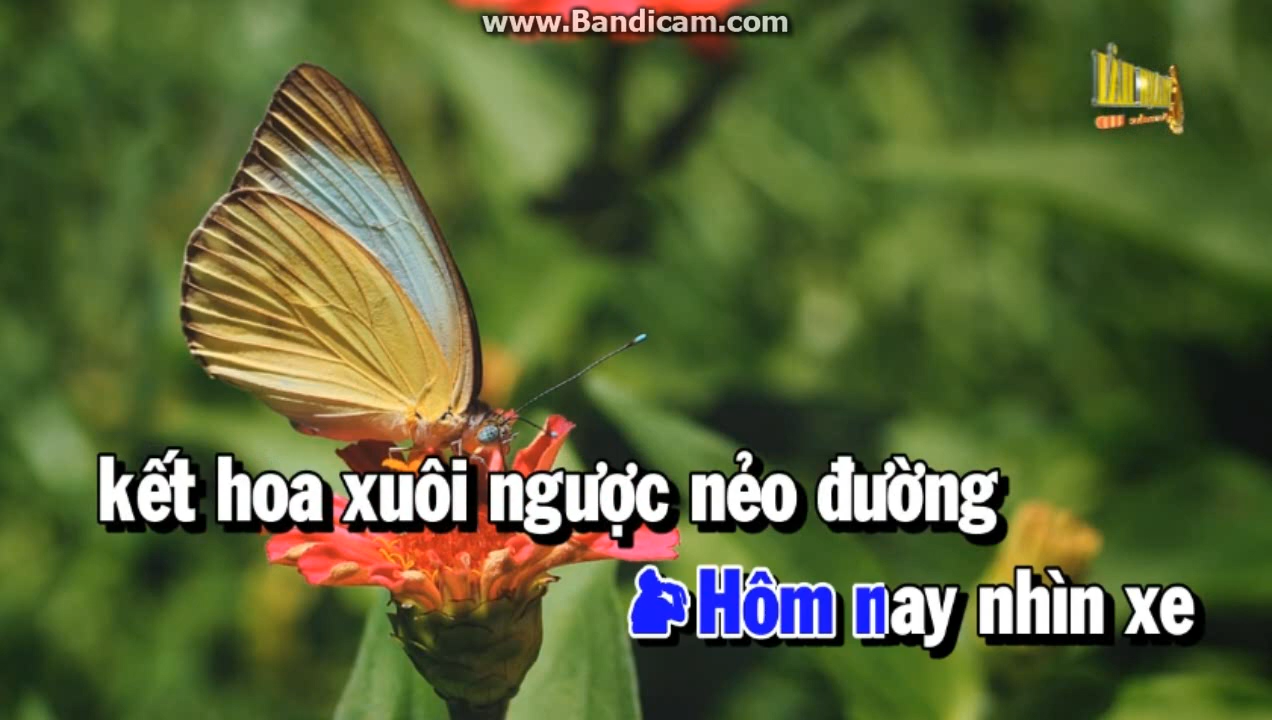 www.Bandicam.com
kết hoa xuôi ngược nẻo đường
Hôm nay nhìn xe